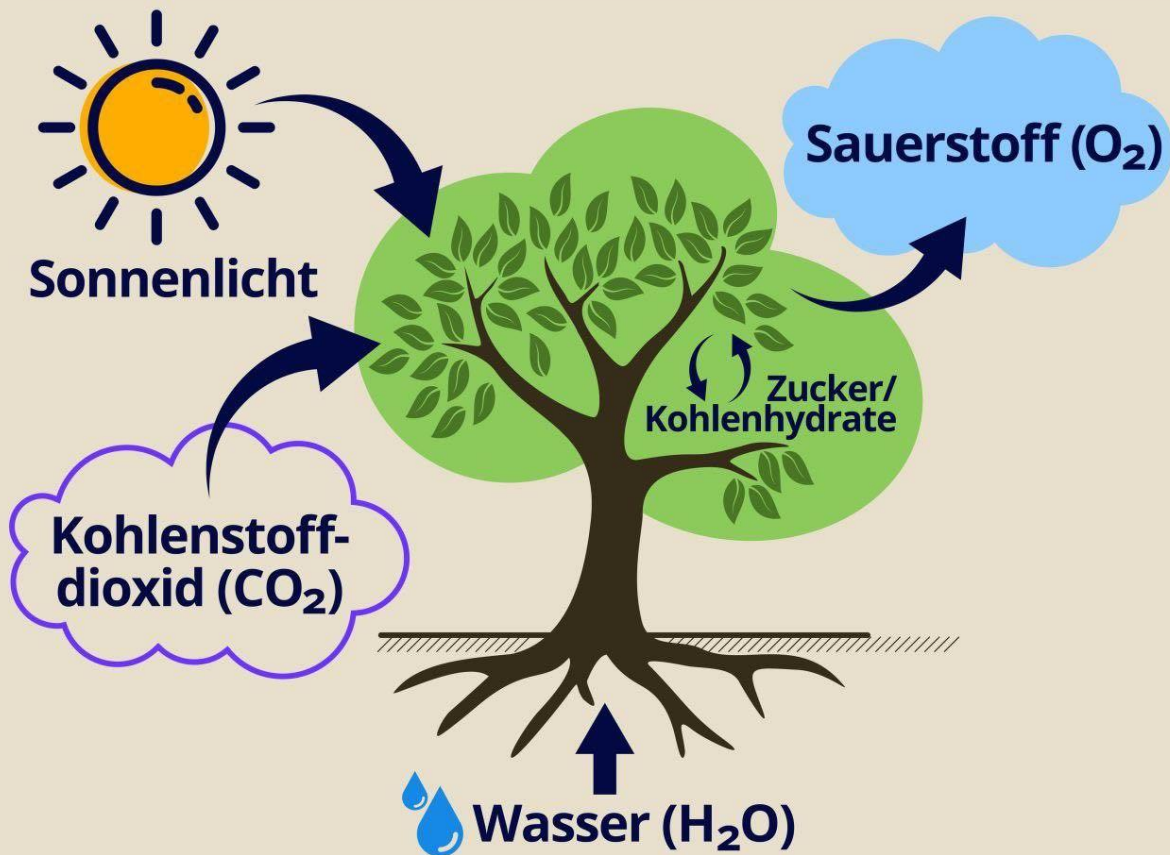 Sauerstoff (O₂)
Sonnenlicht
Zucker/
Kohlenhydrate
Kohlenstoff-
dioxid (CO₂)
Wasser (H₂O)